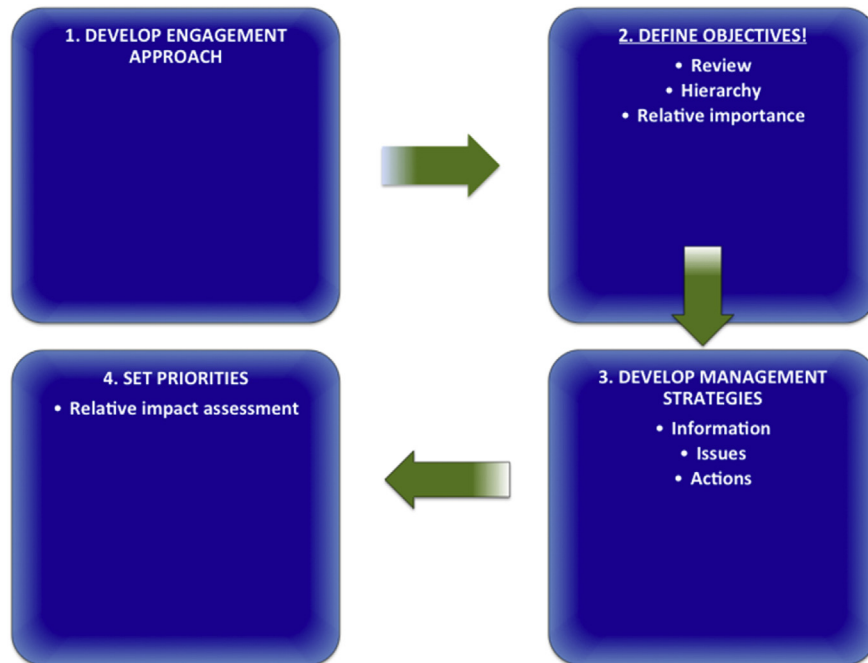 1. DEVELOP ENGAGEMENT
APPROACH
2. DEFINE OBJECTIVES!
• Review
• Hierarchy
• Relative importance
3. DEVELOP MANAGEMENT
STRATEGIES
• Information
• Issues
• Actions
4. SET PRIORITIES
• Relative impact assessment